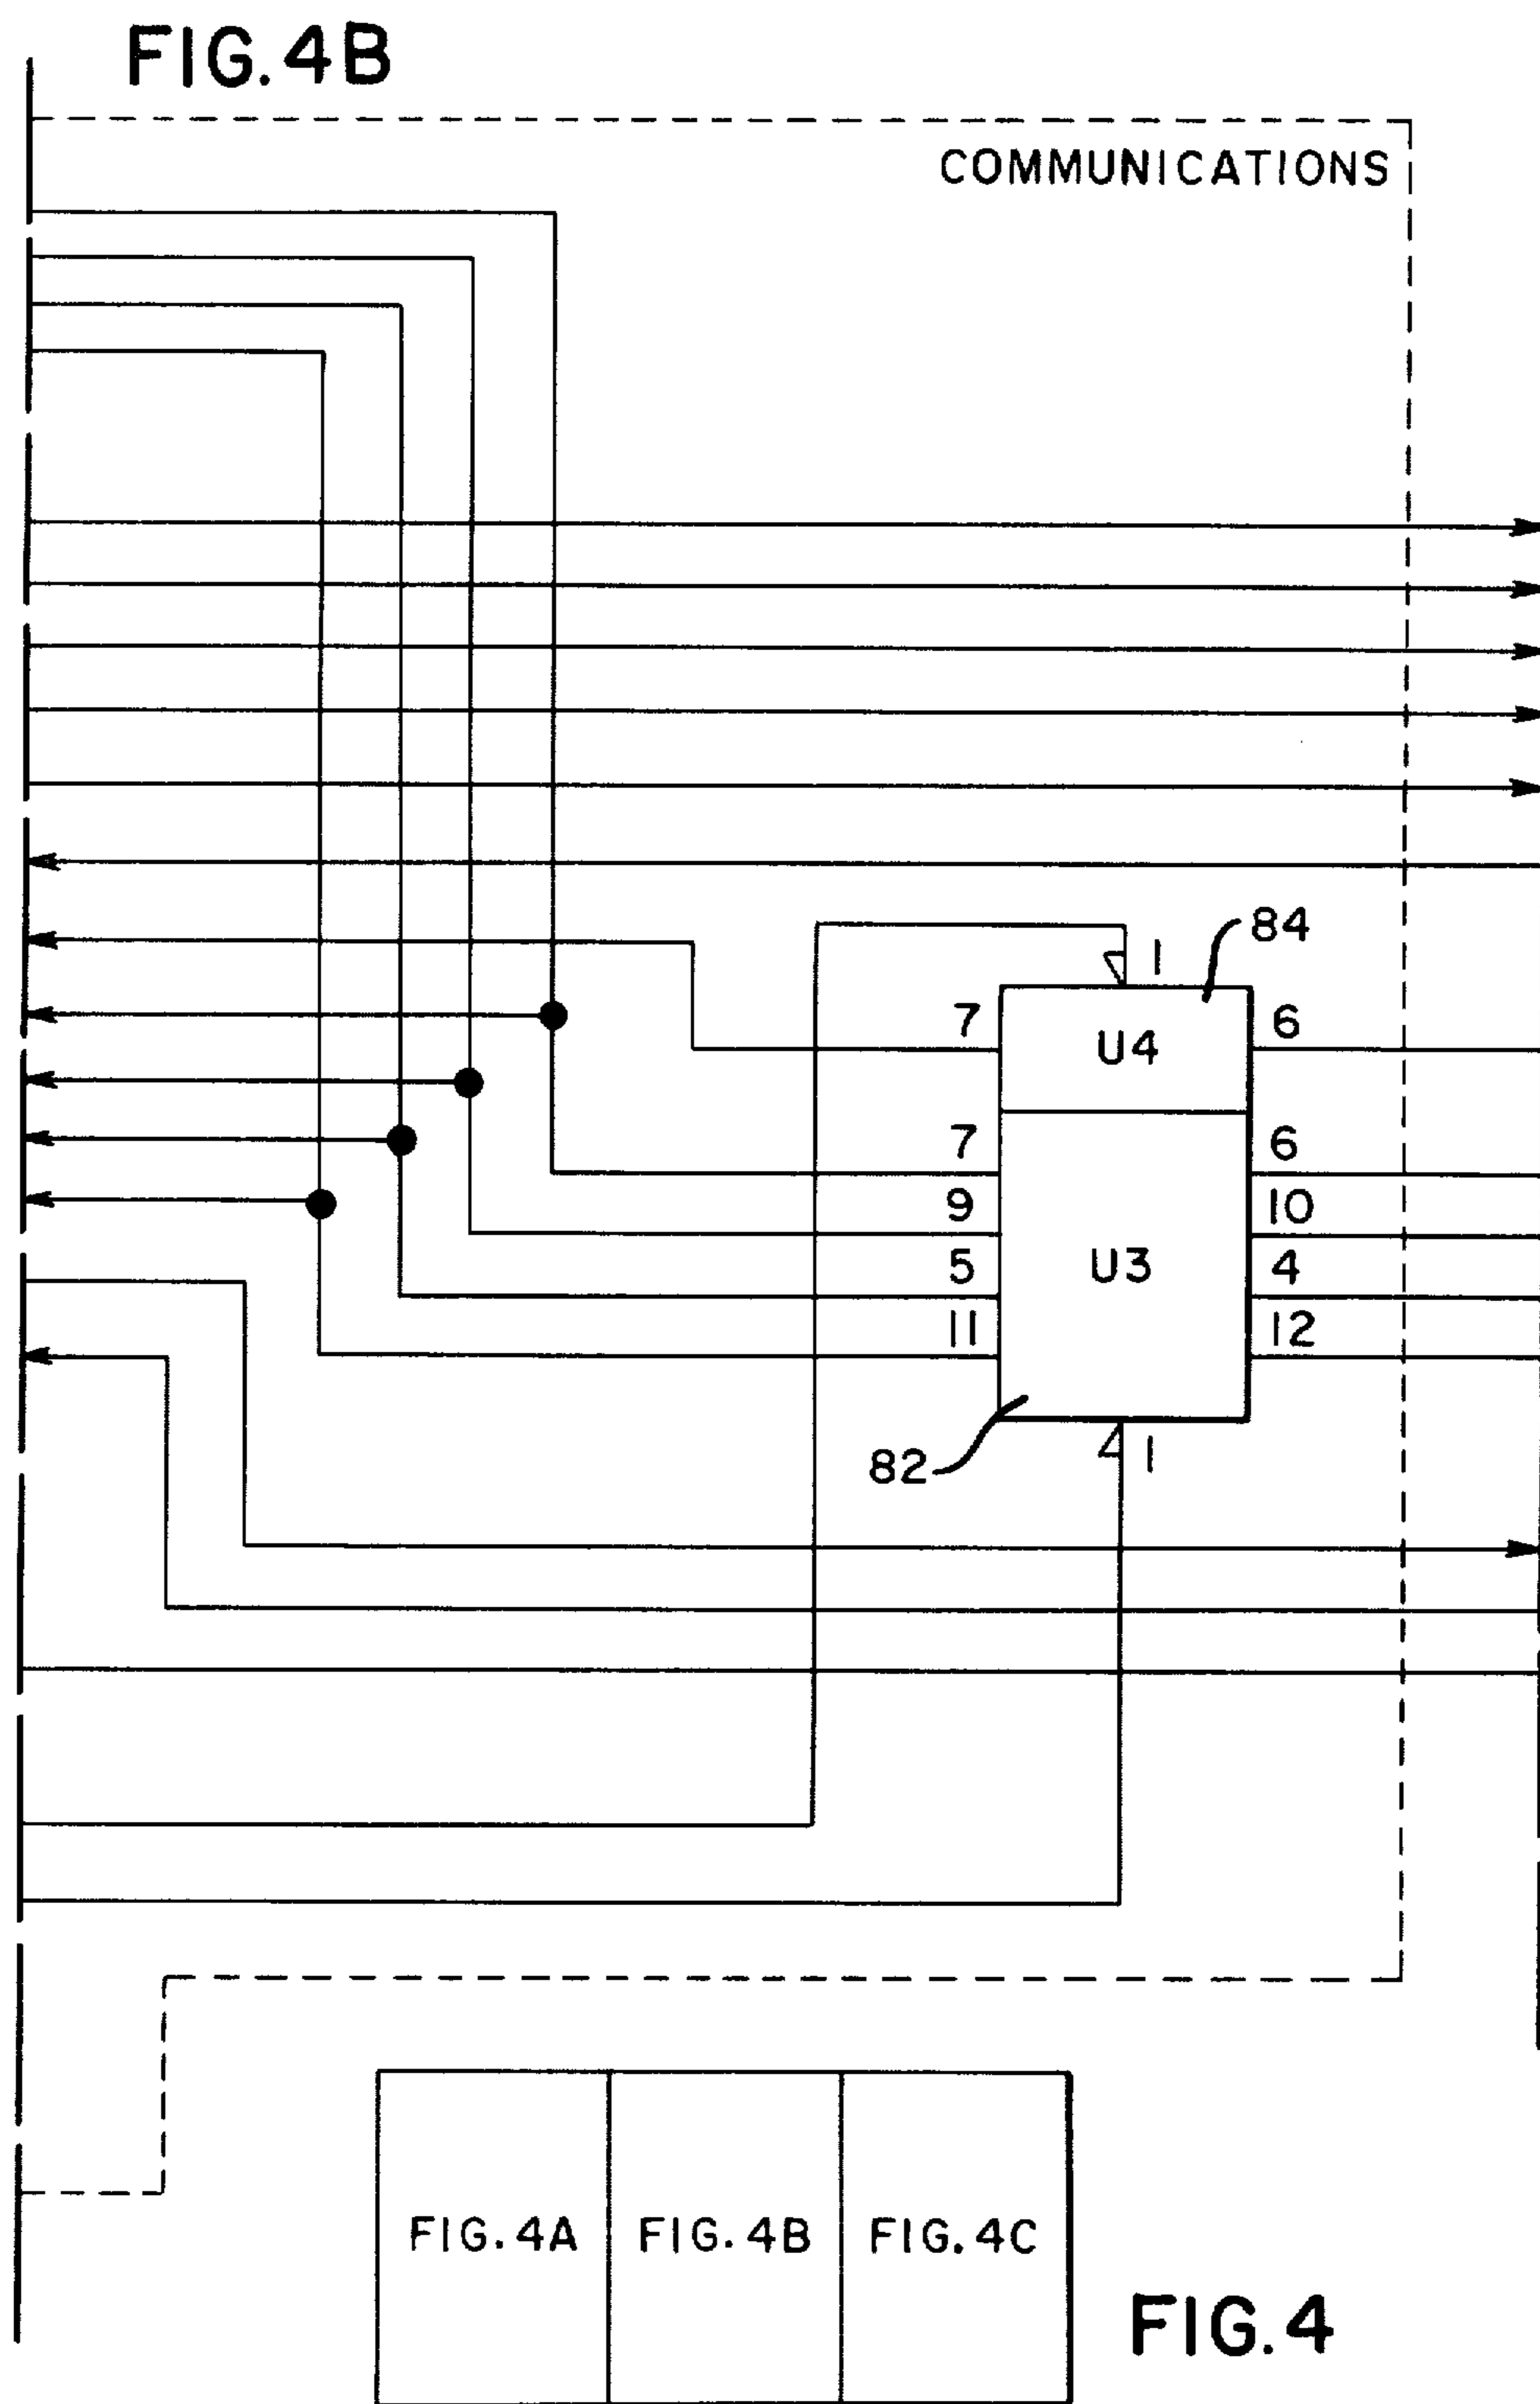 FIG. 4B
COMMUNICATIONS
84
1
7 U4 6
7 6
9 10
U3
5 4
11 12
82
1
FIG. 4A FIG. 4B FIG. 4C
FIG. 4